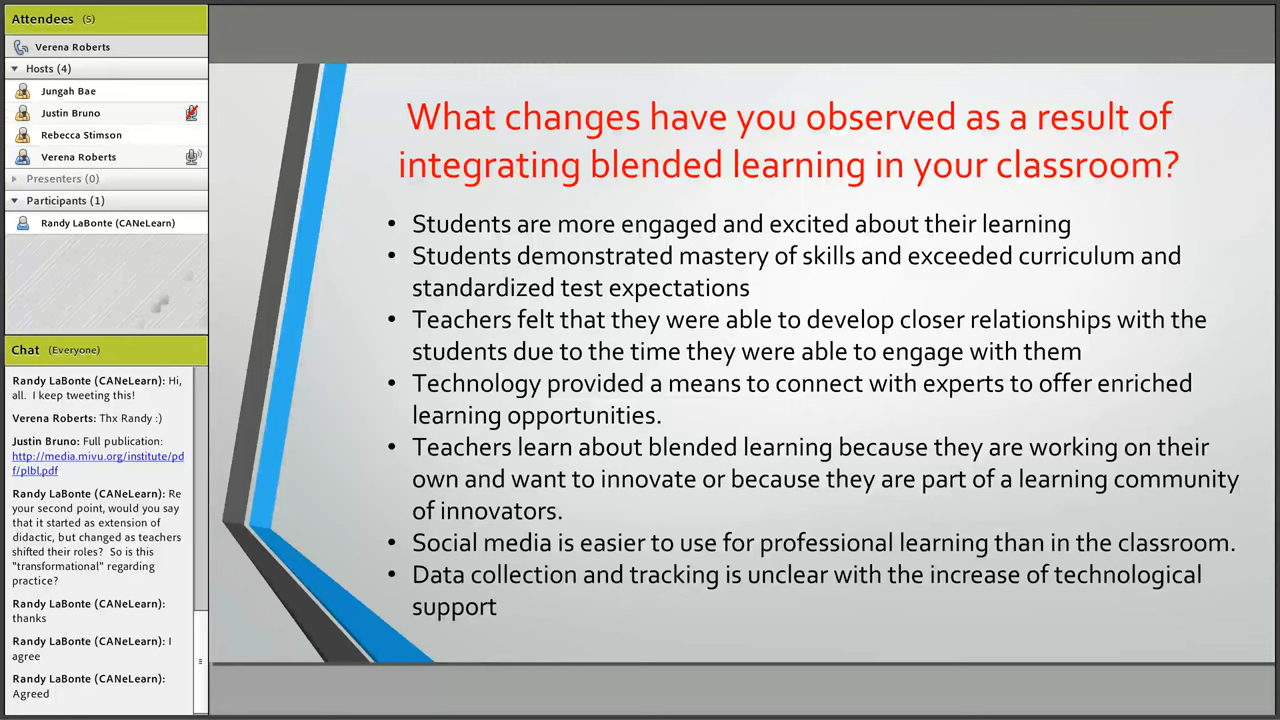 Attendees (5)
Verena Roberts
Hosts (4)
Jungah Bae
Justin Bruno
Rebecca Stimson
Verena Roberts
Presenters (0)
Participants (1)
Randy LaBonte (CANeLearn)
Chat (Everyone)
Randy LaBonte (CANeLearn): Hi,
all. I keep tweeting this!
Verena Roberts: Thx Randy :)
Justin Bruno: Full publication:
http://media.mivu.org/institute/pd
f/plbl.pdf
Randy LaBonte (CANeLearn): Re
your second point, would you say
that it started as extension of
didactic, but changed as teachers
shifted their roles? So is this
"transformational" regarding
practice?
Randy LaBonte (CANeLearn):
thanks
Randy LaBonte (CANeLearn): I
agree
Randy LaBonte (CANeLearn):
Agreed
What changes have you observed as a result of
integrating blended learning in your classroom?
• Students are more engaged and excited about their learning
• Students demonstrated mastery of skills and exceeded curriculum and
standardized test expectations
• Teachers felt that they were able to develop closer relationships with the
students due to the time they were able to engage with them
• Technology provided a means to connect with experts to offer enriched
learning opportunities.
• Teachers learn about blended learning because they are working on their
own and want to innovate or because they are part of a learning community
of innovators.
• Social media is easier to use for professional learning than in the classroom.
• Data collection and tracking is unclear with the increase of technological
support